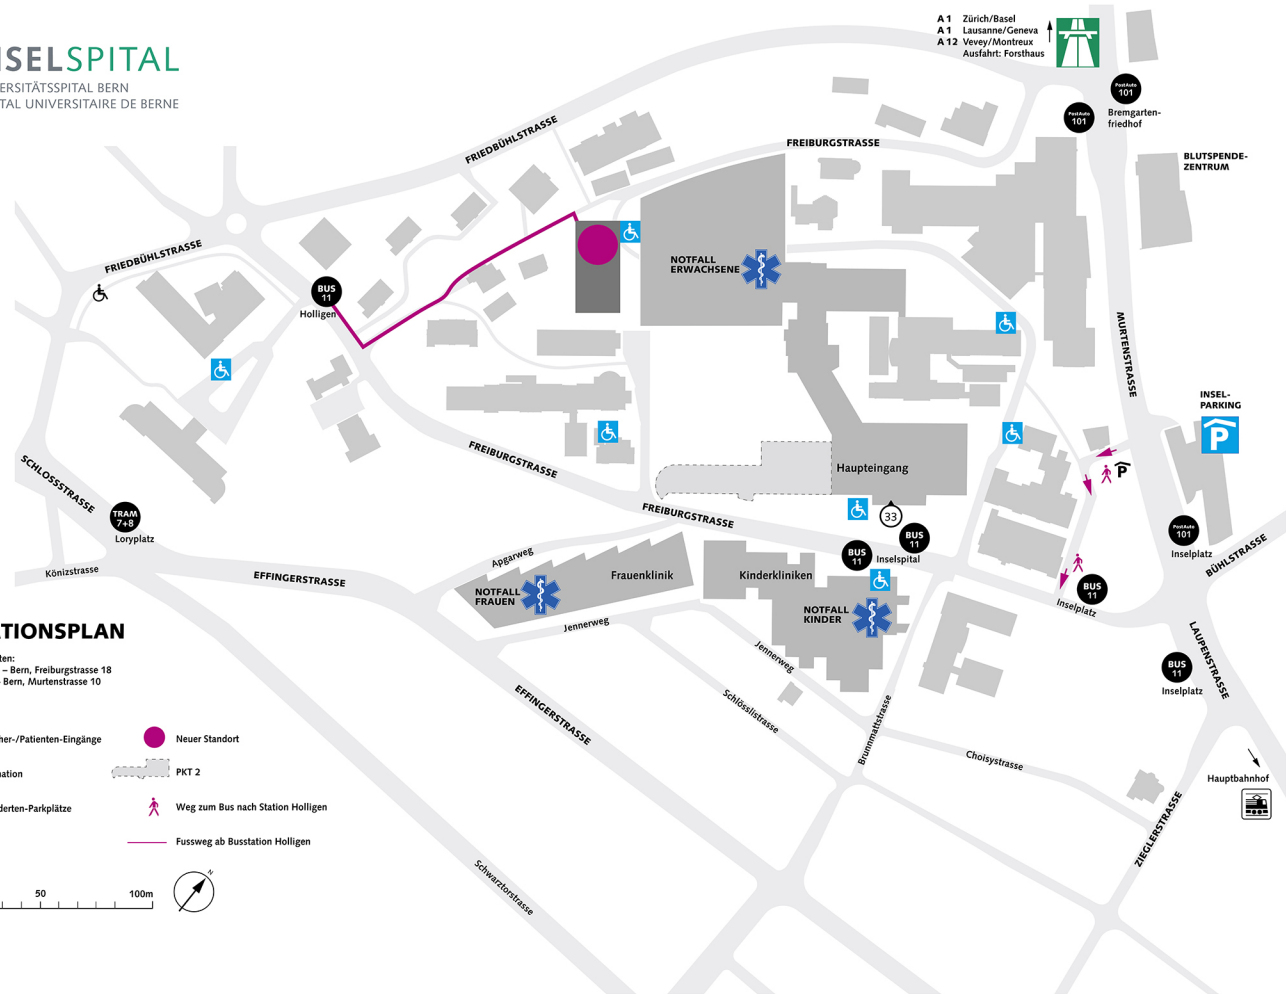 A 1 Zürich/Basel
A 1 Lausanne/Geneva
A 12 Vevey/Montreux
Ausfahrt: Forsthaus
ISELSPITAL
ERSITÄTSSPITAL BERN
TAL UNIVERSITAIRE DE BERNE
PostAuto
101
Bremgarten-
friedhof
PostAuto
101
FRIEDBÜHLSTRASSE
FREIBURGSTRASSE
BLUTSPENDE-
ZENTRUM
FRIEDBÜHLSTRASSE
NOTFALL
ERWACHSENE
BUS
11
Holligen
MURTENSTRASSE
INSEL-
PARKING
P
FREIBURGSTRASSE
Haupteingang
P
SCHLOSSSTRASSE
TRAM
7+8
Loryplatz
FREIBURGSTRASSE
33
BUS
11
BUS
11
Inselspital
PostAuto
101
Inselplatz
BÜHLSTRASSE
Apgarweg
Könizstrasse
EFFINGERSTRASSE
Frauenklinik
Kinderkliniken
NOTFALL
FRAUEN
NOTFALL
KINDER
BUS
11
Inselplatz
Jennerweg
TIONSPLAN
ten:
– Bern, Freiburgstrasse 18
- Bern, Murtenstrasse 10
Jennerweg
LAUPENSTRASSE
BUS
11
Inselplatz
EFFINGERSTRASSE
Schlösslistrasse
Brunnmattstrasse
her-/Patienten-Eingänge
Neuer Standort
Choisystrasse
nation
PKT 2
Hauptbahnhof
derten-Parkplätze
Weg zum Bus nach Station Holligen
ZIEGLERSTRASSE
Fussweg ab Busstation Holligen
Schwarztorstrasse
N
50 100m